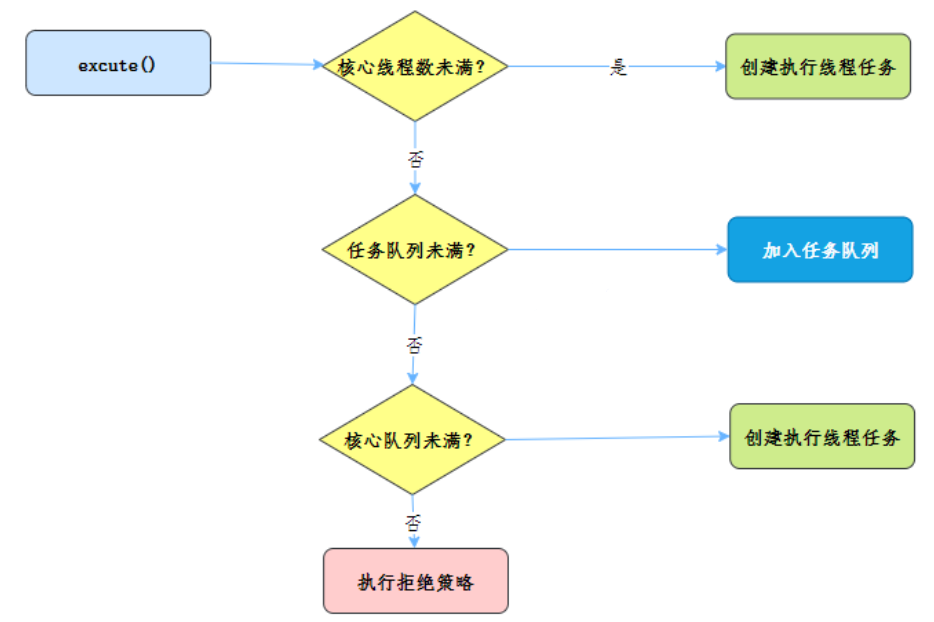 excute()
核心线程数未满？
是
创建执行线程任务
否
任务队列未满？
加入任务队列
否
核心队列未满？
创建执行线程任务
否
执行拒绝策略